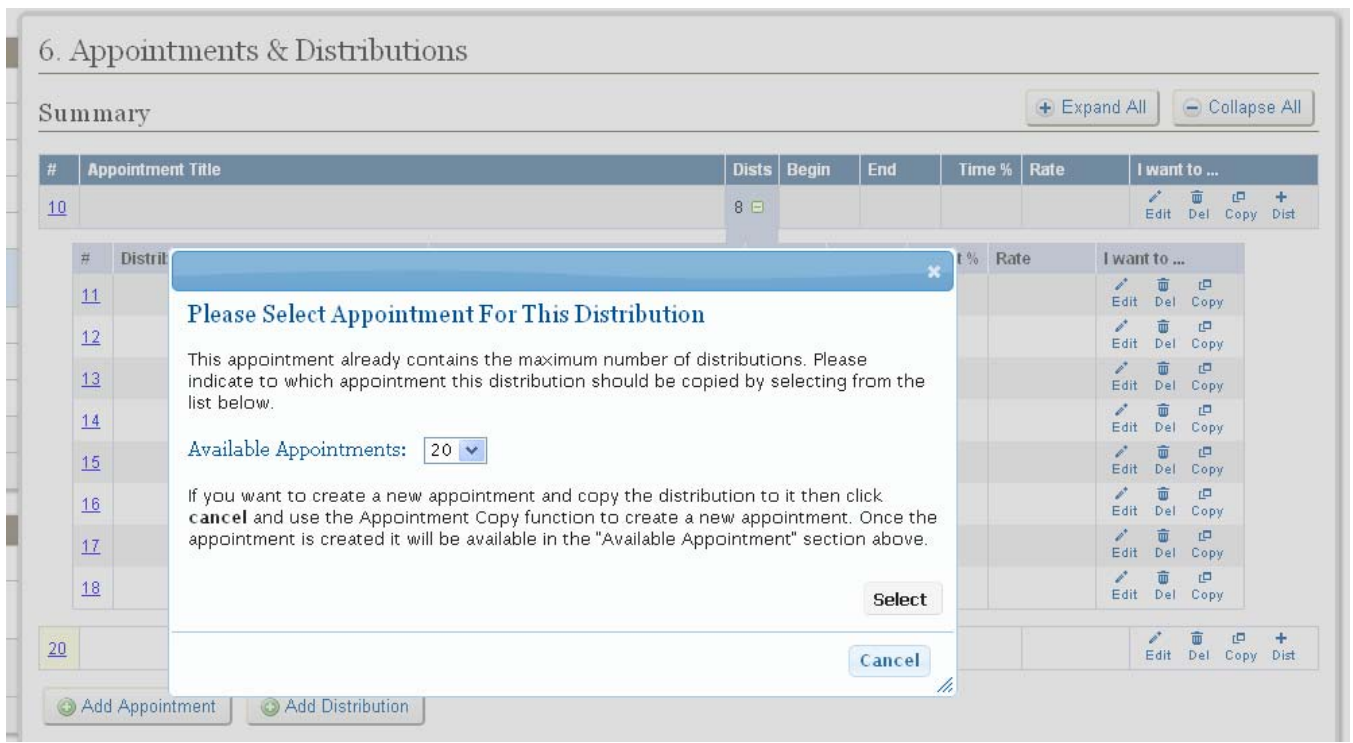 6. Appointments & Distributions
Summary
Expand All
Collapse All
# Appointment Title Dists Begin End Time % Rate I want to ...
10 8 Edit Del Copy Dist
# Distrib t % Rate I want to ...
11 Edit Del Copy
12 Edit Del Copy
13 Edit Del Copy
14 Edit Del Copy
15 Edit Del Copy
16 Edit Del Copy
17 Edit Del Copy
18 Edit Del Copy
Please Select Appointment For This Distribution
This appointment already contains the maximum number of distributions. Please
indicate to which appointment this distribution should be copied by selecting from the
list below.
Available Appointments: 20
If you want to create a new appointment and copy the distribution to it then click
cancel and use the Appointment Copy function to create a new appointment. Once the
appointment is created it will be available in the "Available Appointment" section above.
Select
Cancel
20 Edit Del Copy Dist
Add Appointment
Add Distribution